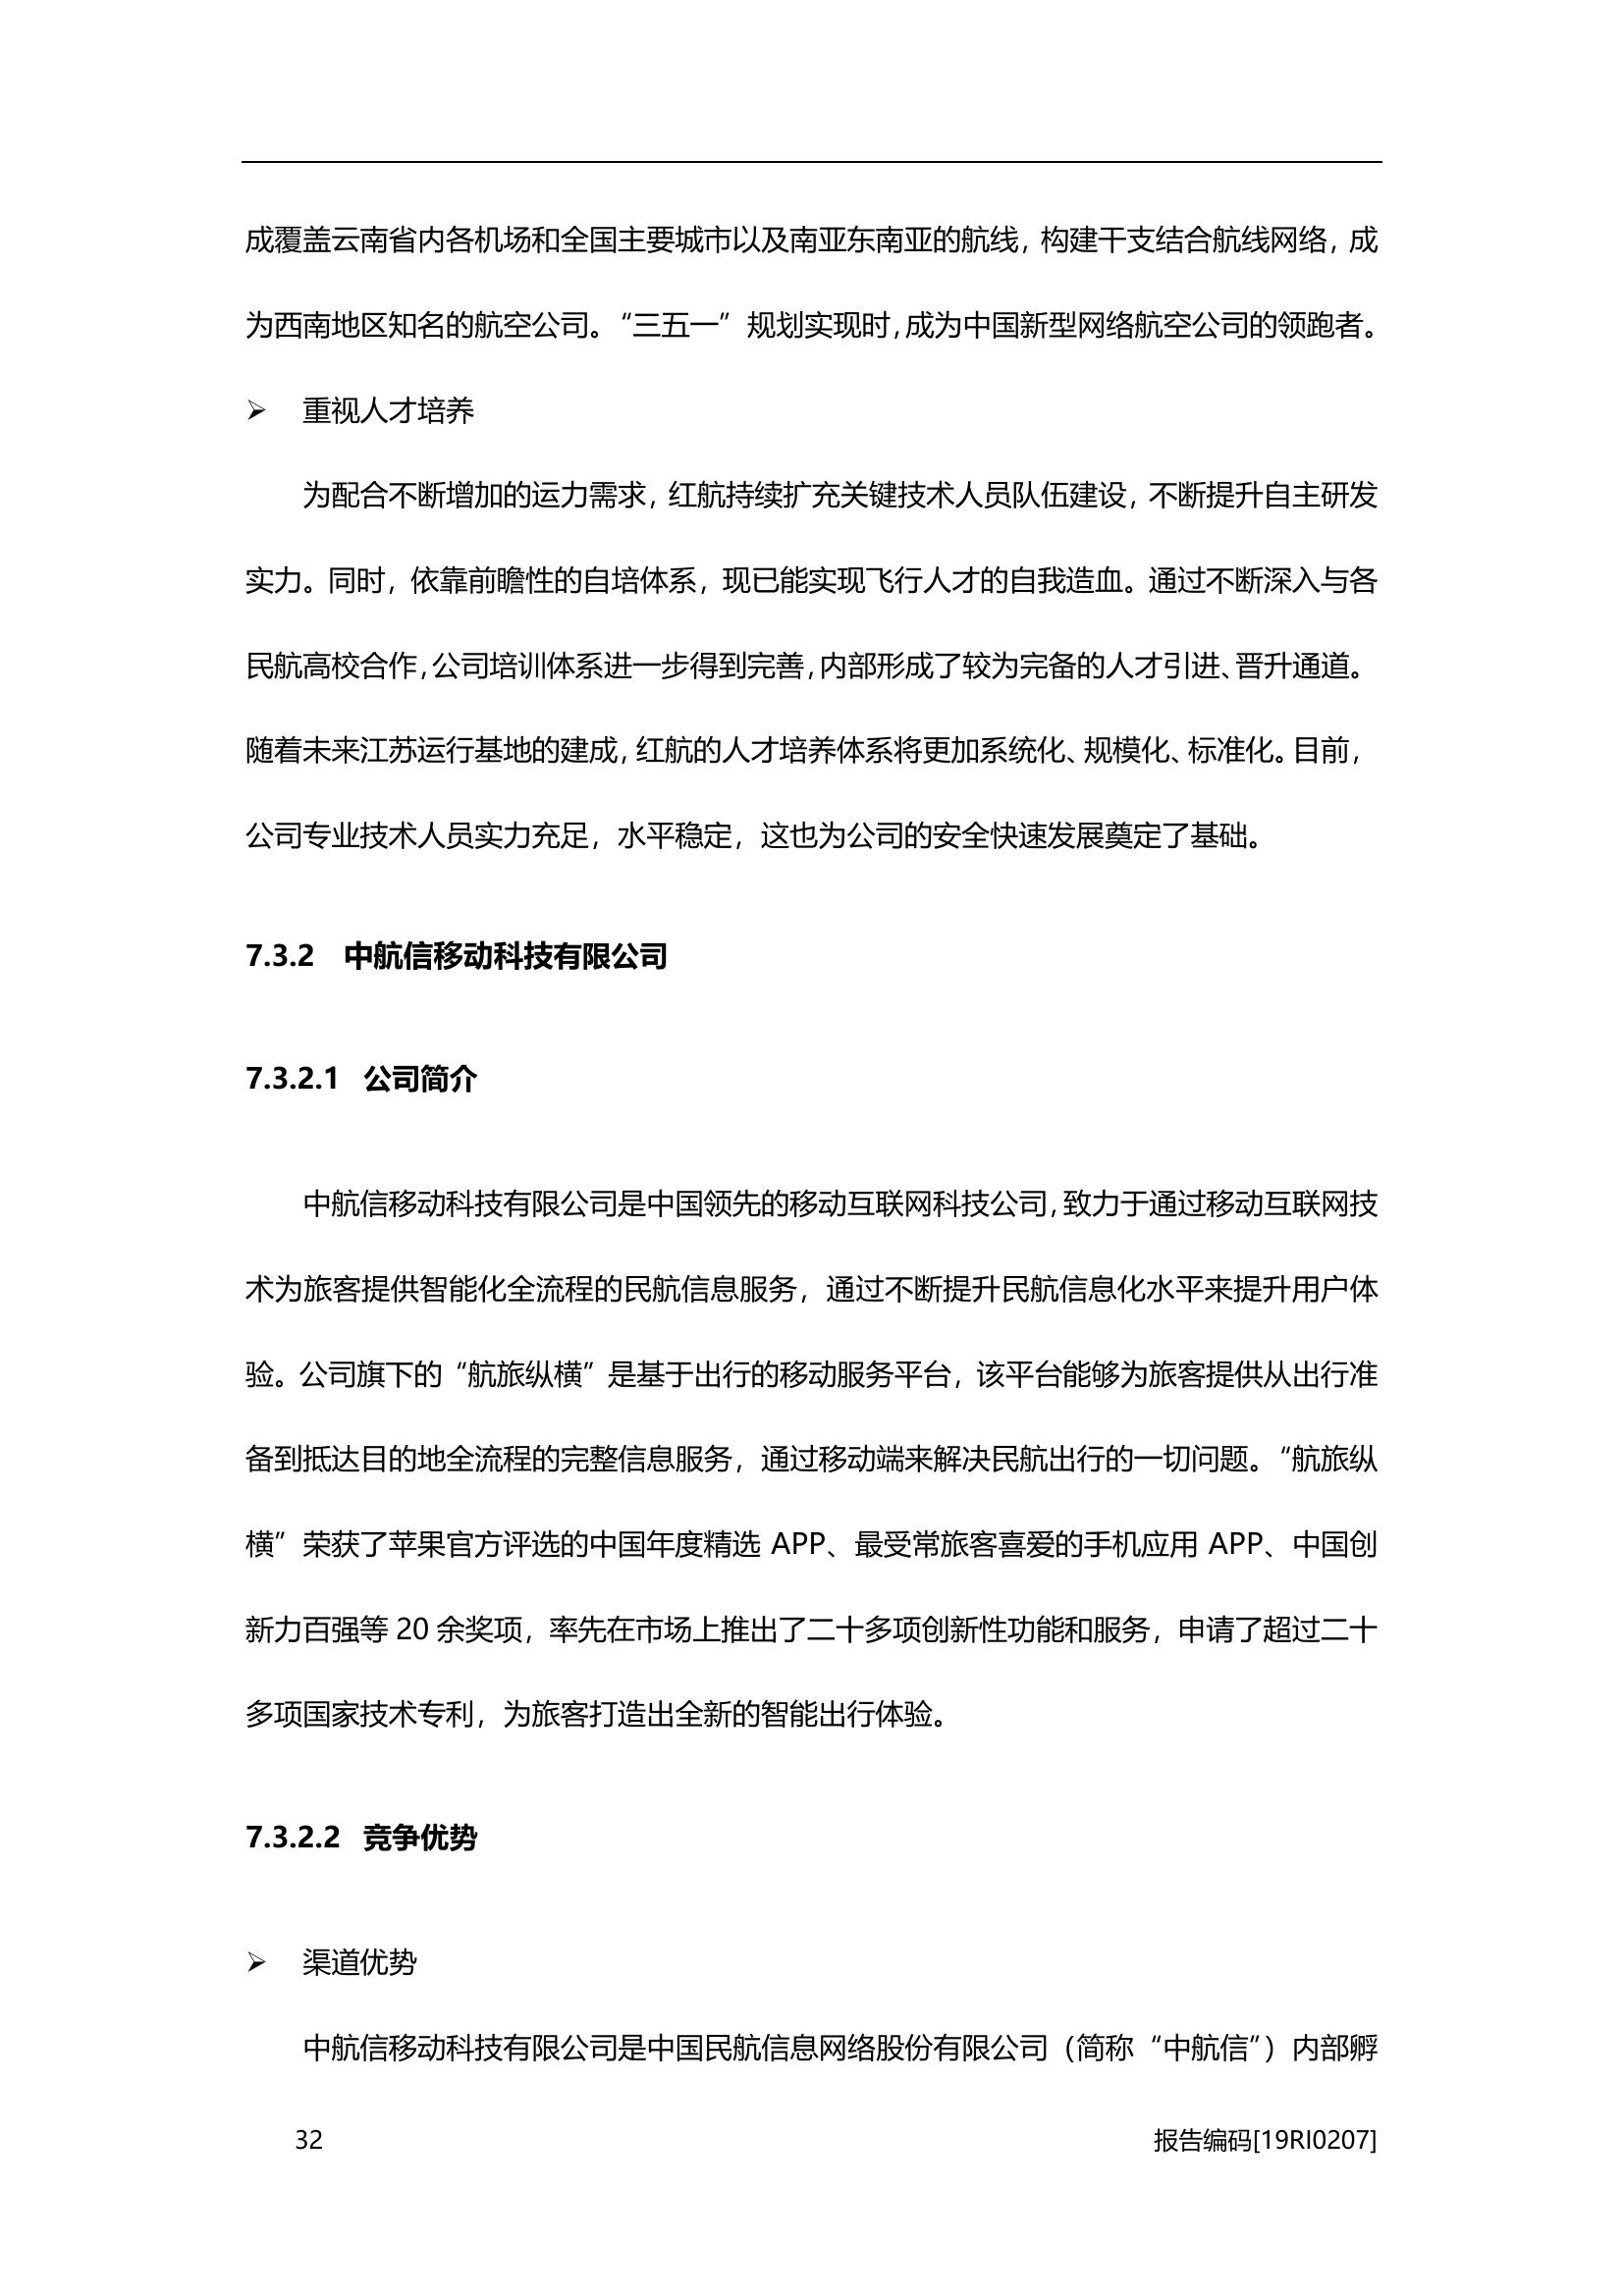 成覆盖云南省内各机场和全国主要城市以及南亚东南亚的航线，构建干支结合航线网络，成
为西南地区知名的航空公司。“三五一”规划实现时，成为中国新型网络航空公司的领跑者。
➢ 重视人才培养
为配合不断增加的运力需求，红航持续扩充关键技术人员队伍建设，不断提升自主研发
实力。同时，依靠前瞻性的自培体系，现已能实现飞行人才的自我造血。通过不断深入与各
民航高校合作，公司培训体系进一步得到完善，内部形成了较为完备的人才引进、晋升通道。
随着未来江苏运行基地的建成，红航的人才培养体系将更加系统化、规模化、标准化。目前，
公司专业技术人员实力充足，水平稳定，这也为公司的安全快速发展奠定了基础。
7.3.2 中航信移动科技有限公司
7.3.2.1 公司简介
中航信移动科技有限公司是中国领先的移动互联网科技公司，致力于通过移动互联网技
术为旅客提供智能化全流程的民航信息服务，通过不断提升民航信息化水平来提升用户体
验。公司旗下的“航旅纵横”是基于出行的移动服务平台，该平台能够为旅客提供从出行准
备到抵达目的地全流程的完整信息服务，通过移动端来解决民航出行的一切问题。“航旅纵
横”荣获了苹果官方评选的中国年度精选 APP、最受常旅客喜爱的手机应用 APP、中国创
新力百强等 20 余奖项，率先在市场上推出了二十多项创新性功能和服务，申请了超过二十
多项国家技术专利，为旅客打造出全新的智能出行体验。
7.3.2.2 竞争优势
➢ 渠道优势
中航信移动科技有限公司是中国民航信息网络股份有限公司（简称“中航信”）内部孵
32
报告编码[19RI0207]